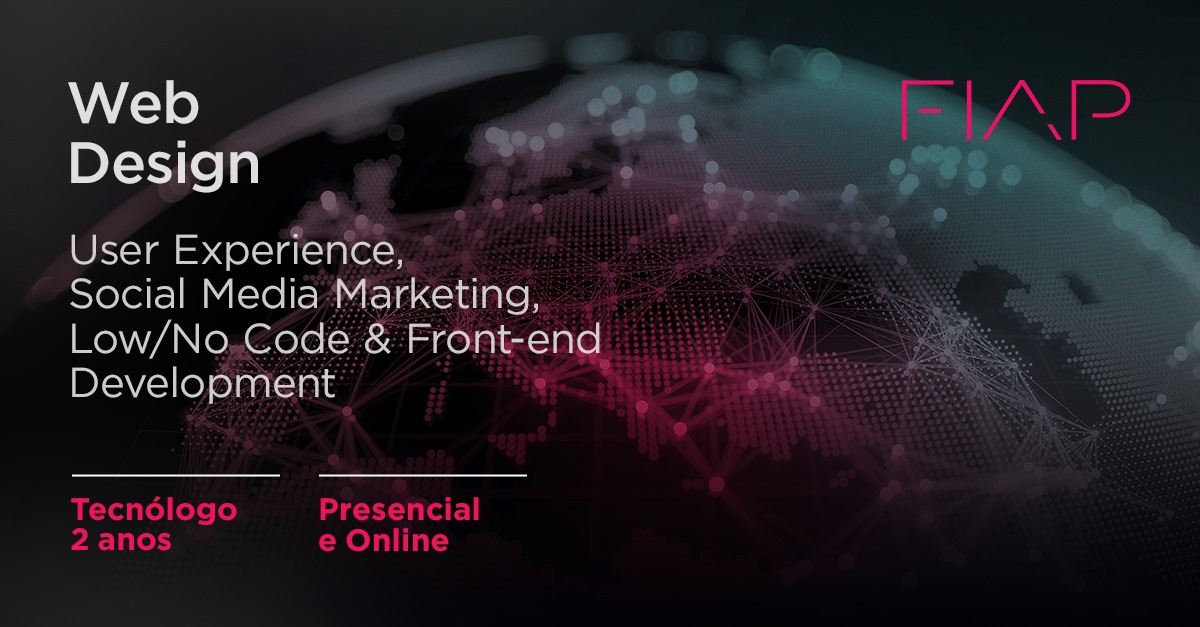 Web
Design
FIAP
User Experience,
Social Media Marketing,
Low/No Code & Front-end
Development
Tecnólogo
2 anos
Presencial
e Online